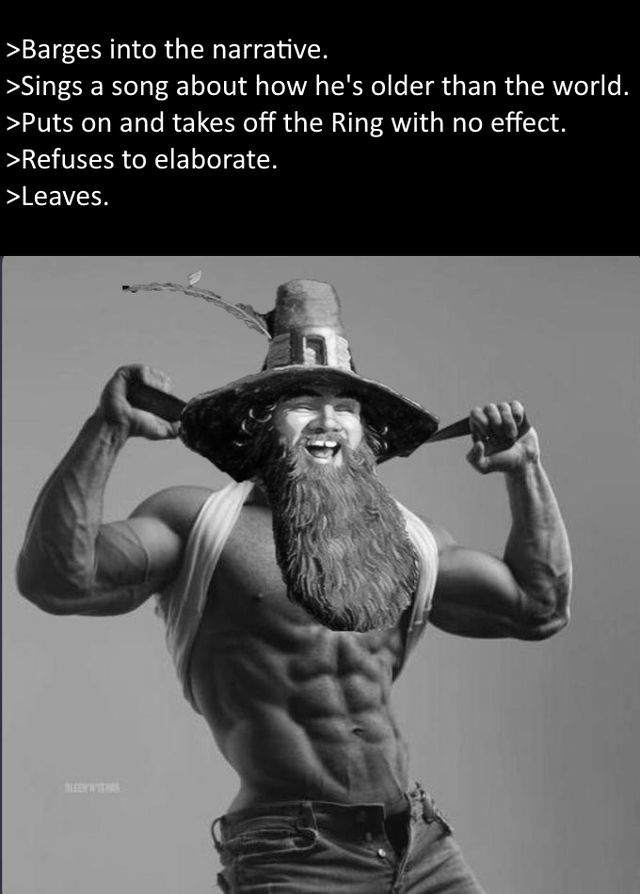 >Barges into the narrative.
>Sings a song about how he's older than the world.
>Puts on and takes off the Ring with no effect.
>Refuses to elaborate.
>Leaves.